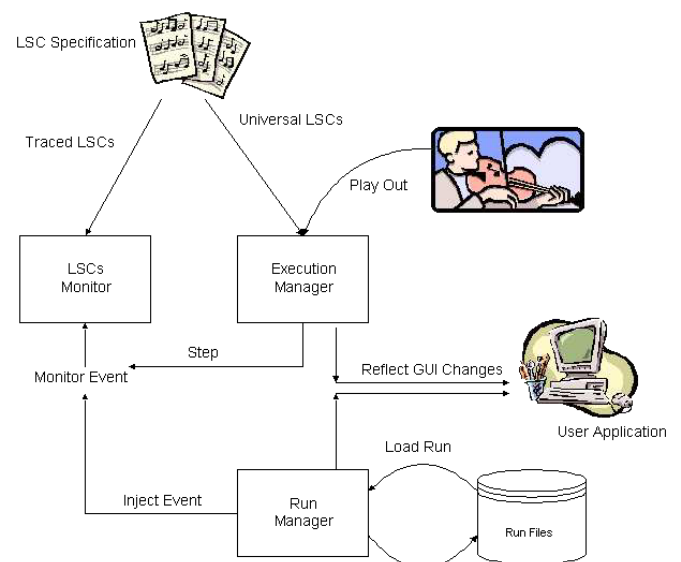 LSC Specification
Universal LSCs
Traced LSCs
Play Out
LSCs
Monitor
Execution
Manager
Step
Monitor Event
Reflect GUI Changes
User Application
Load Run
Inject Event
Run
Manager
Run Files